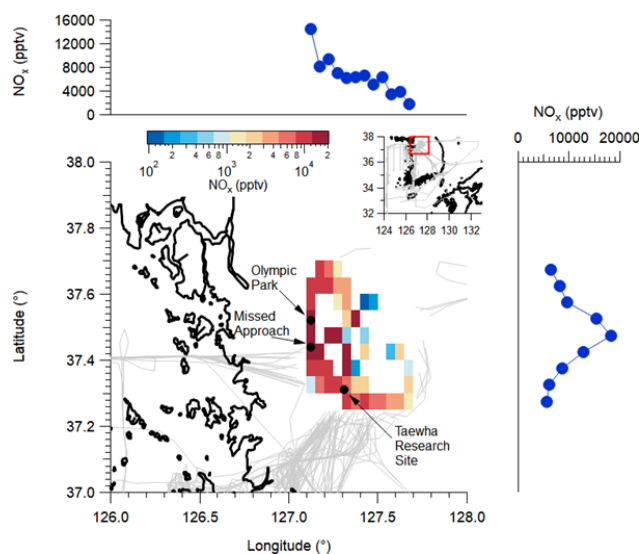 16000
12000
8000
4000
0
NOx (pptv)
NOx (pptv)
0
10000
20000
10²
2 4 6 8
10³
2 4 6 8
10⁴
2
NOx (pptv)
38
36
34
32
124 126 128 130 132
38.0
37.8
37.6
37.4
37.2
37.0
Latitude (°)
Olympic
Park
Missed
Approach
Taewha
Research
Site
126.0
126.5
127.0
127.5
128.0
Longitude (°)